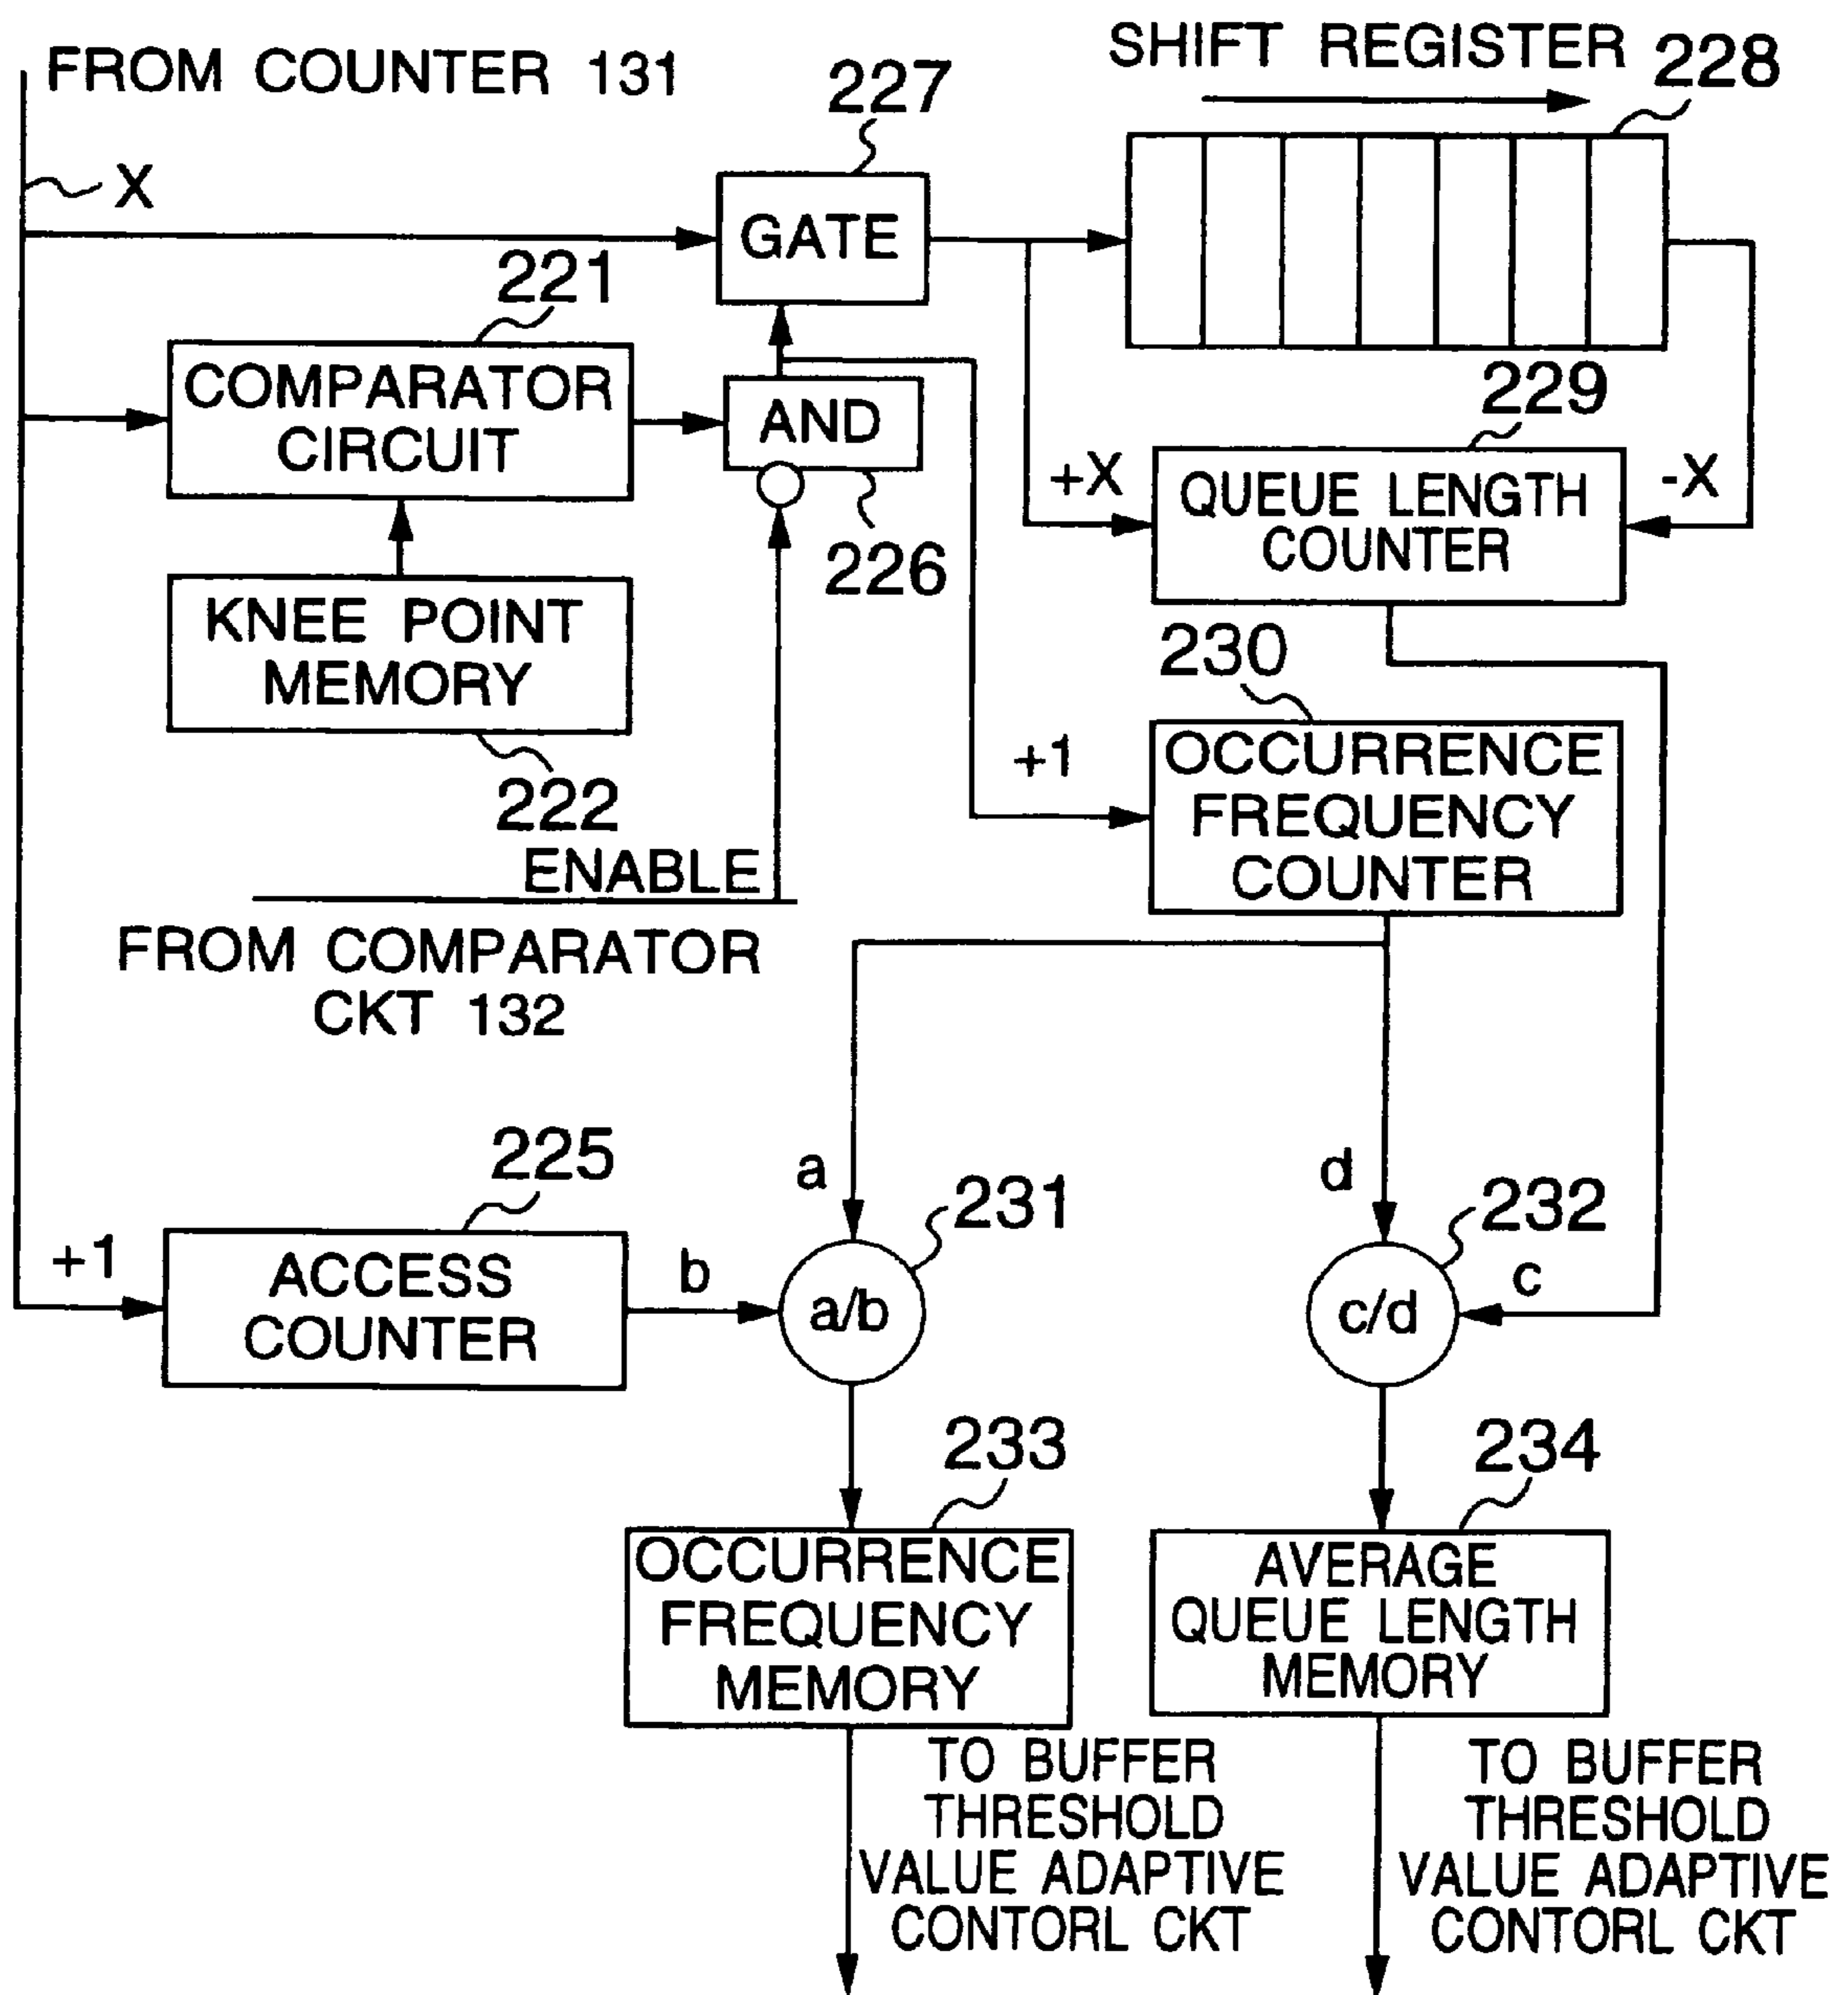 FROM COUNTER 131
SHIFT REGISTER
228
227
X
GATE
221
COMPARATOR
CIRCUIT
AND
226
229
+X
QUEUE LENGTH
COUNTER
-X
KNEE POINT
MEMORY
222
230
+1
OCCURRENCE
FREQUENCY
COUNTER
ENABLE
FROM COMPARATOR
CKT 132
225
+1
ACCESS
COUNTER
b
a
231
a/b
d
232
c/d
c
233
OCCURRENCE
FREQUENCY
MEMORY
234
AVERAGE
QUEUE LENGTH
MEMORY
TO BUFFER
THRESHOLD
VALUE ADAPTIVE
CONTORL CKT
TO BUFFER
THRESHOLD
VALUE ADAPTIVE
CONTORL CKT